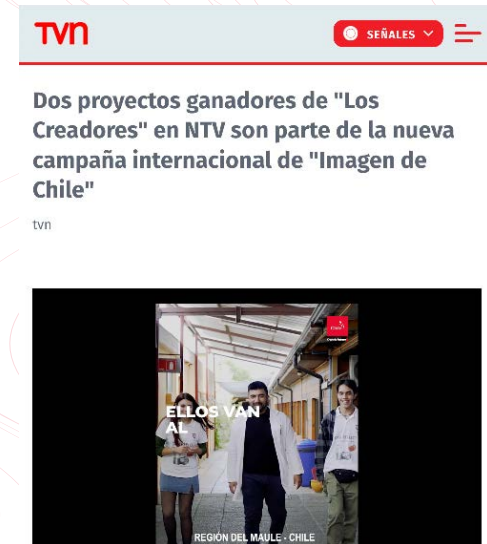 tvn
SEÑALES
Dos proyectos ganadores de "Los
Creadores" en NTV son parte de la nueva
campaña internacional de "Imagen de
Chile"
tvn
ELLOS VAN
AL
REGIÓN DEL MAULE - CHILE